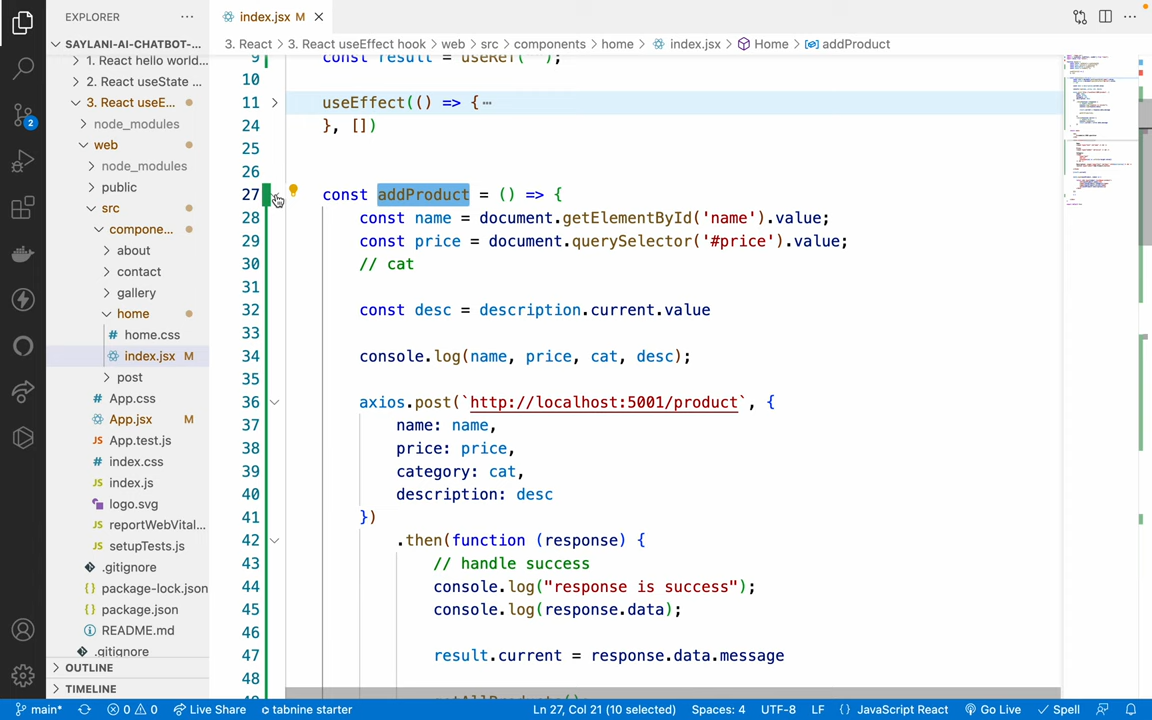 EXPLORER
index.jsx M
SAYLANI-AI-CHATBOT-...
1. React hello world...
2. React useState ...
3. React useE...
node_modules
web
node_modules
public
src
compone...
about
contact
gallery
home
home.css
index.jsx M
post
App.css
App.jsx M
App.test.js
index.css
index.js
logo.svg
reportWebVital...
setupTests.js
.gitignore
package-lock.json
package.json
README.md
.gitignore
OUTLINE
TIMELINE
3. React > 3. React useEffect hook > web > src > components > home > index.jsx > Home > addProduct
9 const result = useRef(" ");
10
11 useEffect(() => {⋯
24 }, [])
25
26
27 const addProduct = () => {
28 const name = document.getElementById('name').value;
29 const price = document.querySelector('#price').value;
30 // cat
31
32 const desc = description.current.value
33
34 console.log(name, price, cat, desc);
35
36 axios.post(`http://localhost:5001/product`, {
37 name: name,
38 price: price,
39 category: cat,
40 description: desc
41 })
42 .then(function (response) {
43 // handle success
44 console.log("response is success");
45 console.log(response.data);
46
47 result.current = response.data.message
48
getAllProducts();
2
main* 0 0 Live Share tabnine starter Ln 27, Col 21 (10 selected) Spaces: 4 UTF-8 LF {} JavaScript React Go Live Spell